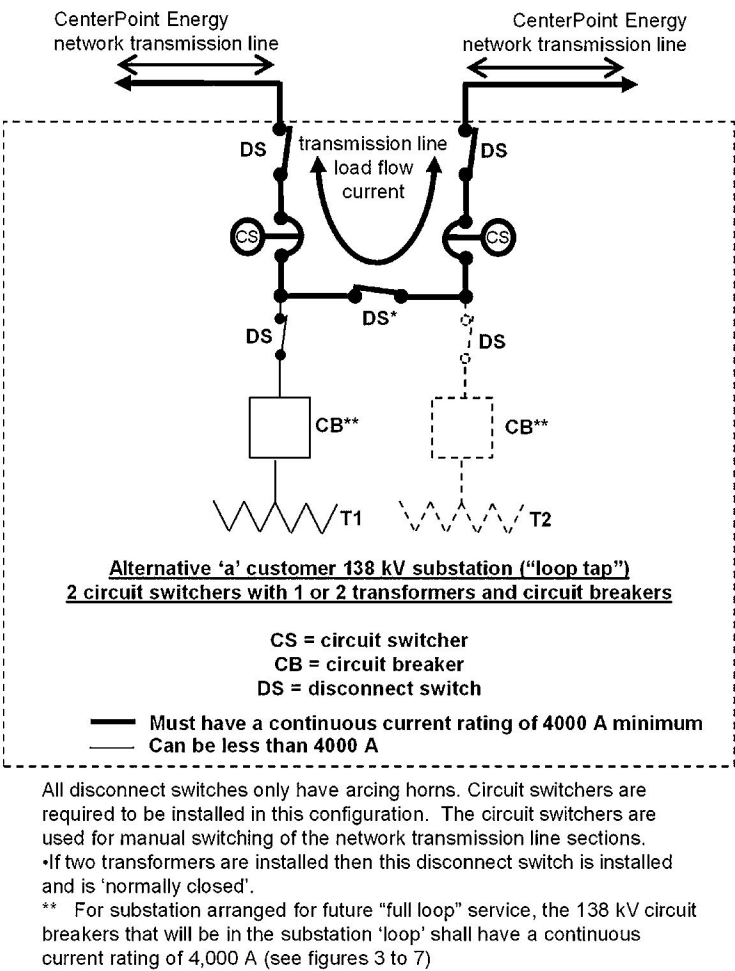 CenterPoint Energy
network transmission line
CenterPoint Energy
network transmission line
DS
transmission line
load flow
current
DS
CS
CS
DS
DS*
DS
CB**
CB**
T1
T2
Alternative ‘a’ customer 138 kV substation (“loop tap”)
2 circuit switchers with 1 or 2 transformers and circuit breakers
CS = circuit switcher
CB = circuit breaker
DS = disconnect switch
Must have a continuous current rating of 4000 A minimum
Can be less than 4000 A
All disconnect switches only have arcing horns. Circuit switchers are
required to be installed in this configuration. The circuit switchers are
used for manual switching of the network transmission line sections.
•If two transformers are installed then this disconnect switch is installed
and is ‘normally closed’.
** For substation arranged for future “full loop” service, the 138 kV circuit
breakers that will be in the substation ‘loop’ shall have a continuous
current rating of 4,000 A (see figures 3 to 7)